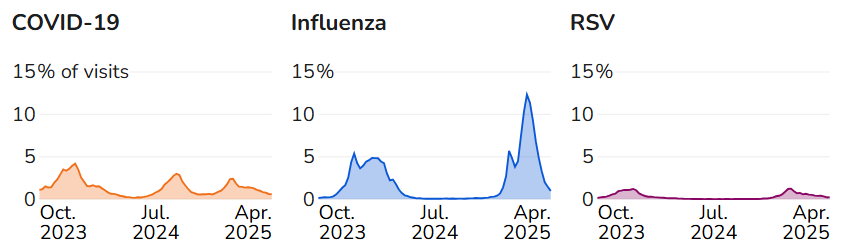 COVID-19
15% of visits
10
5
0
Oct. 2023
Jul. 2024
Apr. 2025
Influenza
15%
10
5
0
Oct. 2023
Jul. 2024
Apr. 2025
RSV
15%
10
5
0
Oct. 2023
Jul. 2024
Apr. 2025